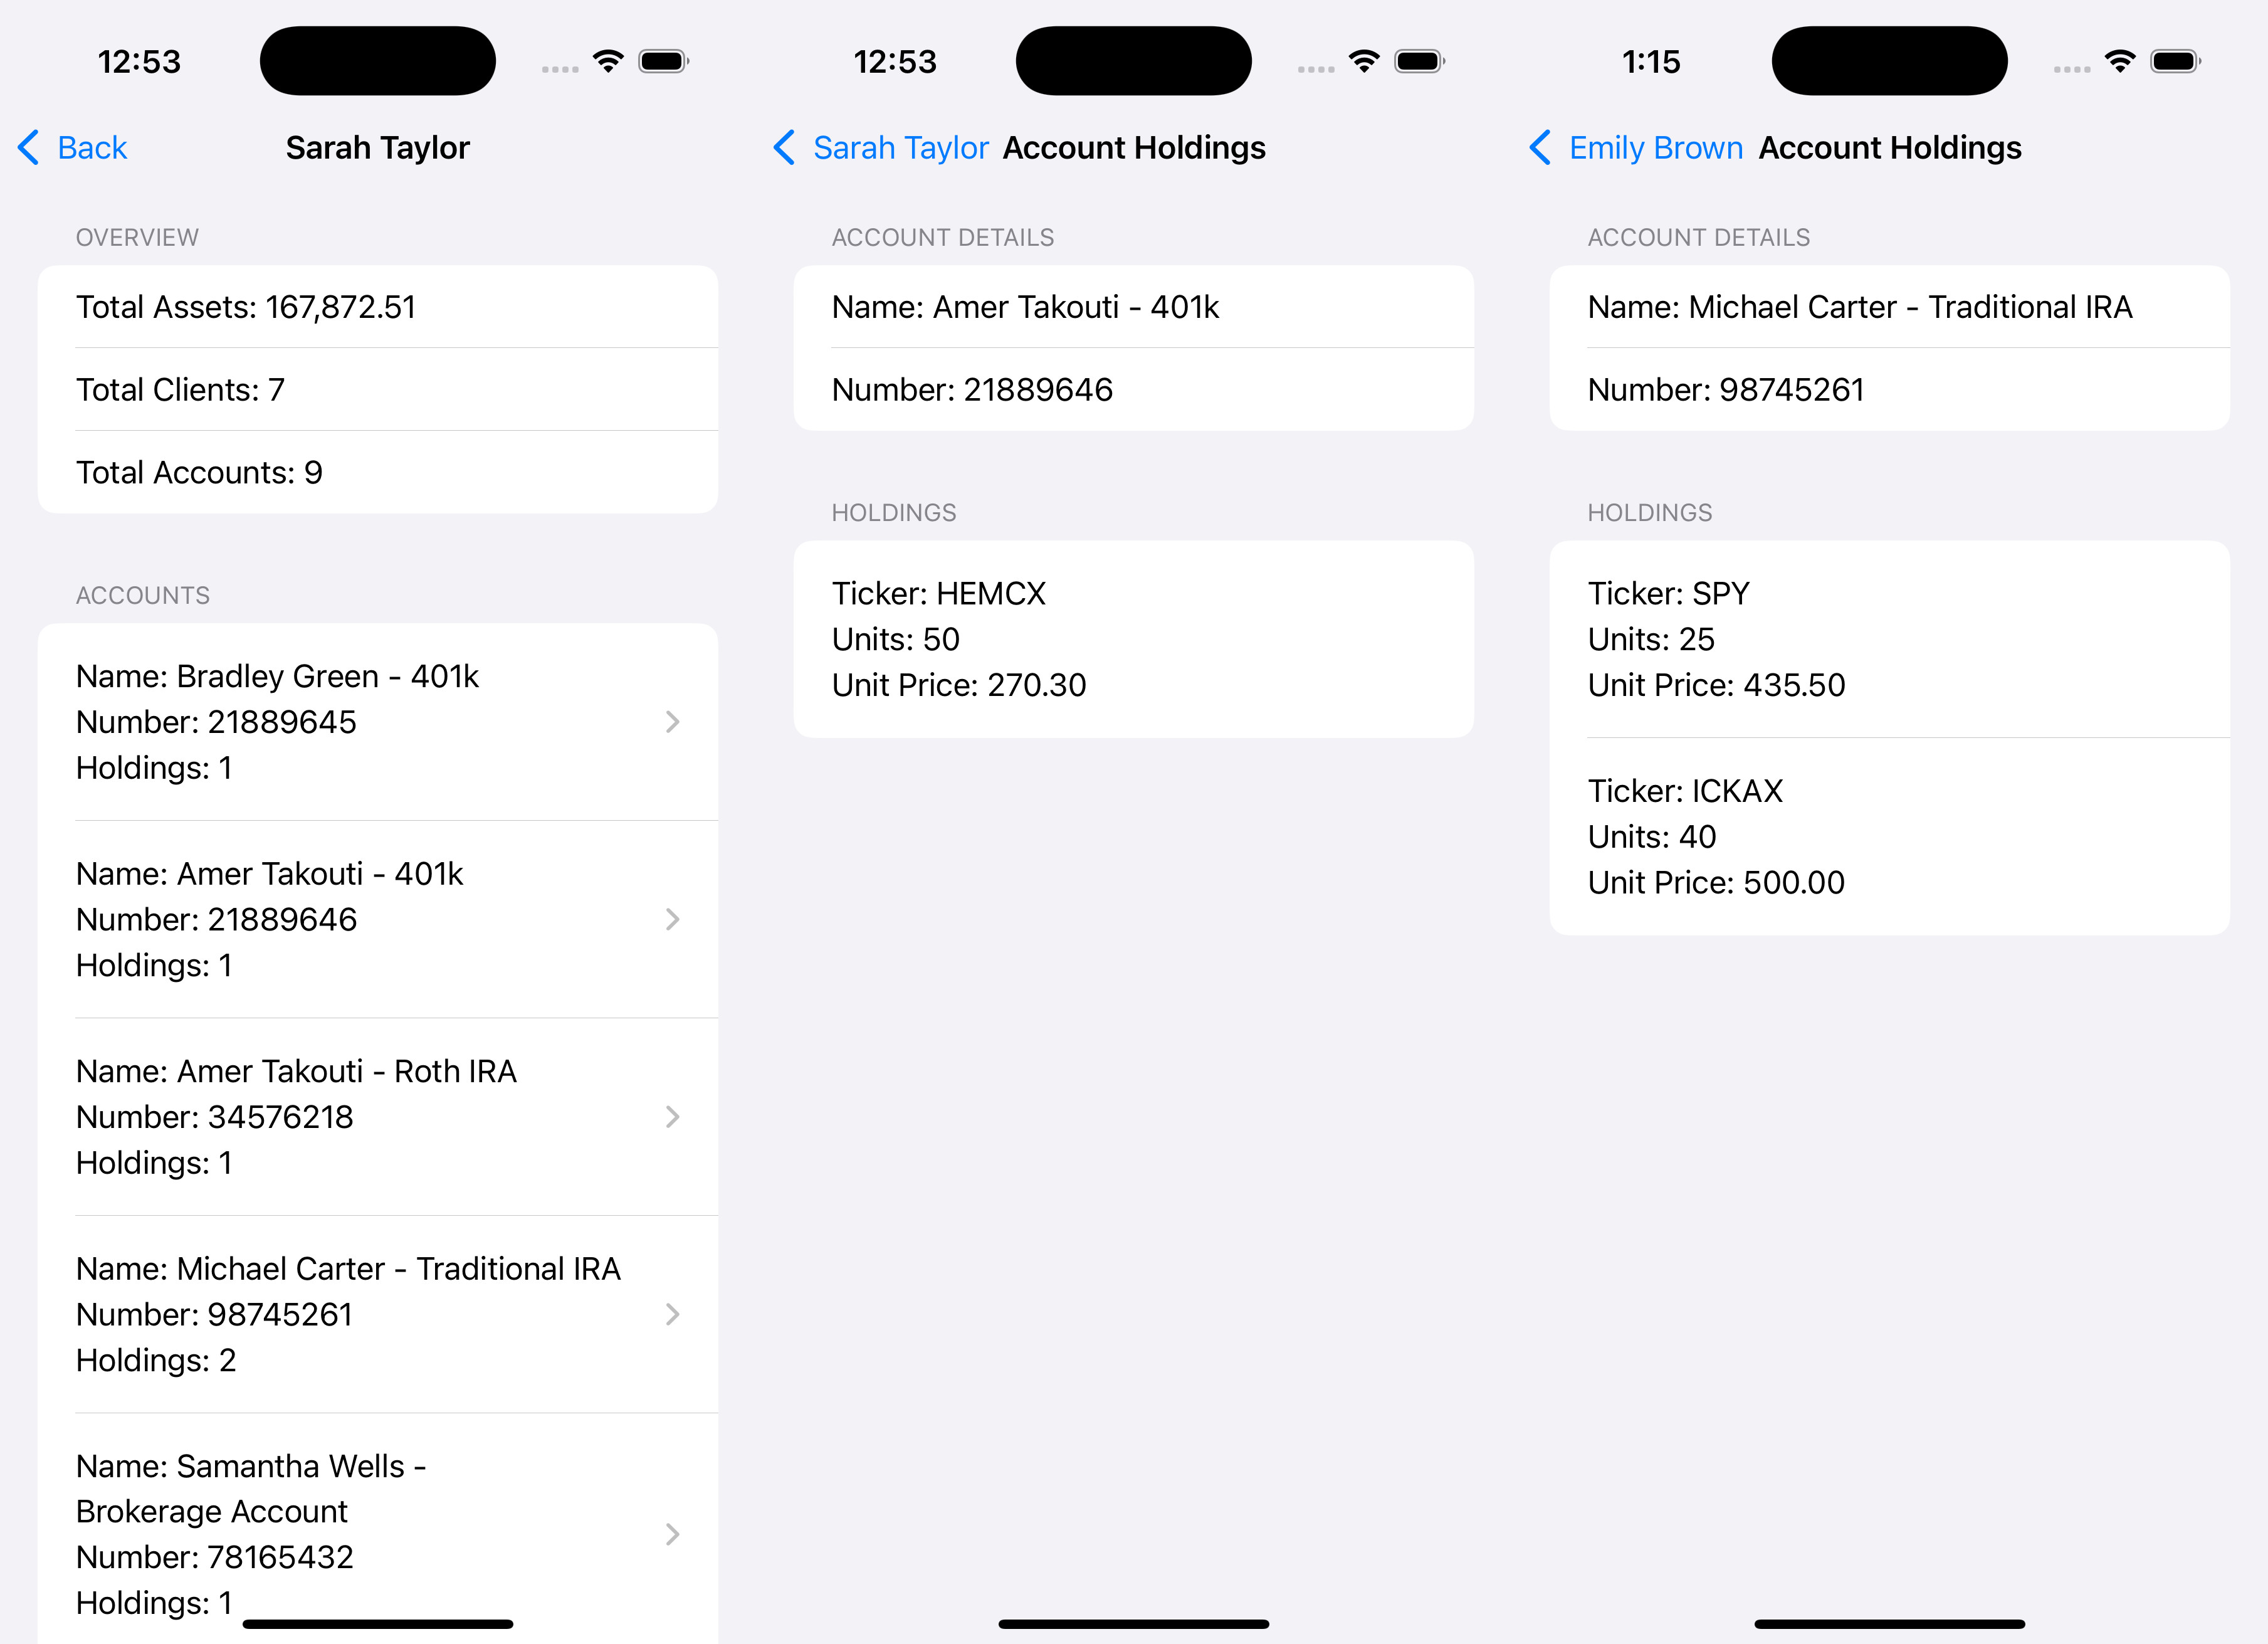 12:53
Back
Sarah Taylor
OVERVIEW
Total Assets: 167,872.51
Total Clients: 7
Total Accounts: 9
ACCOUNTS
Name: Bradley Green - 401k
Number: 21889645
Holdings: 1
Name: Amer Takouti - 401k
Number: 21889646
Holdings: 1
Name: Amer Takouti - Roth IRA
Number: 34576218
Holdings: 1
Name: Michael Carter - Traditional IRA
Number: 98745261
Holdings: 2
Name: Samantha Wells -
Brokerage Account
Number: 78165432
Holdings: 1
12:53
Sarah Taylor
Account Holdings
ACCOUNT DETAILS
Name: Amer Takouti - 401k
Number: 21889646
HOLDINGS
Ticker: HEMCX
Units: 50
Unit Price: 270.30
1:15
Emily Brown
Account Holdings
ACCOUNT DETAILS
Name: Michael Carter - Traditional IRA
Number: 98745261
HOLDINGS
Ticker: SPY
Units: 25
Unit Price: 435.50
Ticker: ICKAX
Units: 40
Unit Price: 500.00